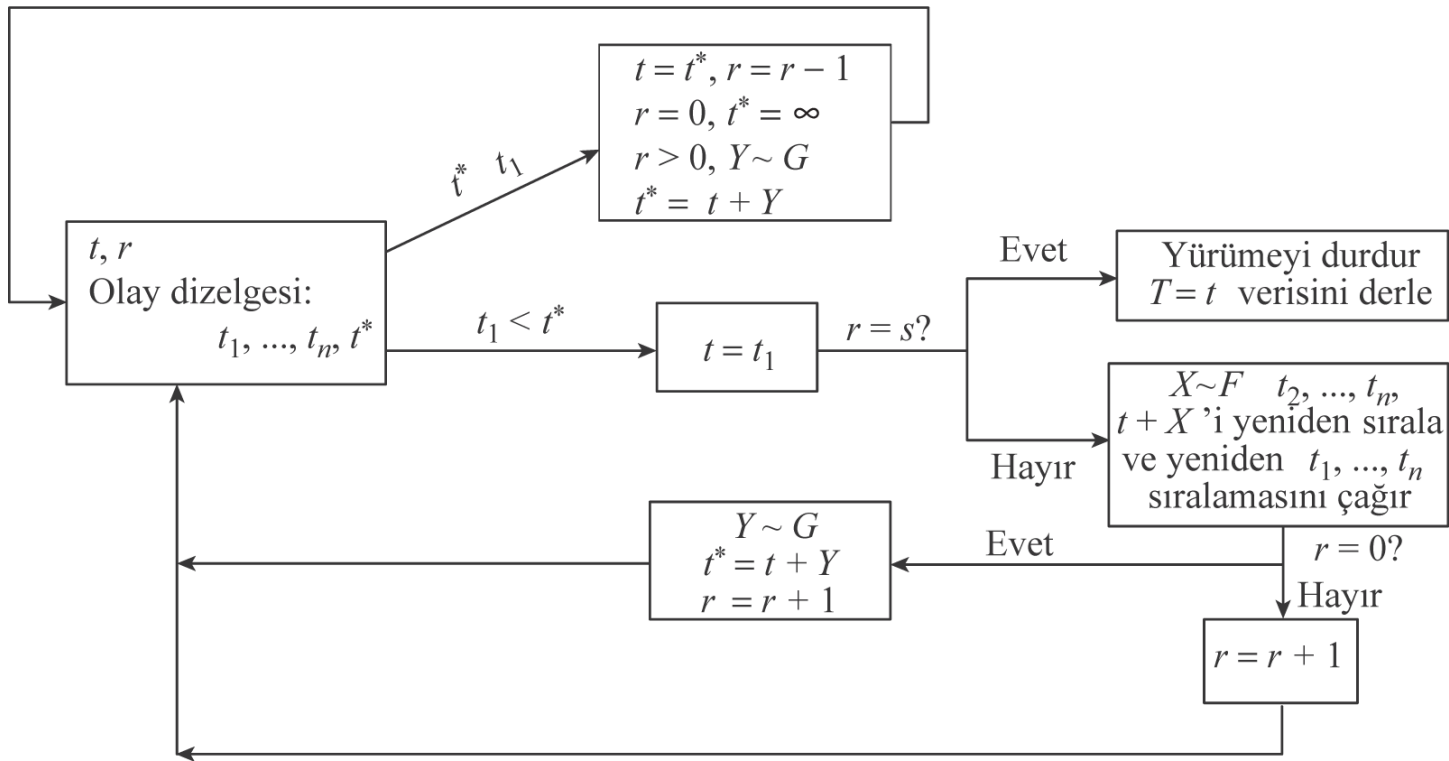 t = t*, r = r − 1
r = 0, t* = ∞
r > 0, Y ~ G
t* = t + Y
t* t₁
t, r
Olay dizelgesi:
t₁, ..., tₙ, t*
t₁ < t*
t = t₁
r = s?
Evet
Yürümeyi durdur
T = t verisini derle
Hayır
X~F t₂, ..., tₙ,
t + X ’i yeniden sırala
ve yeniden t₁, ..., tₙ
sıralamasını çağır
r = 0?
Evet
Y ~ G
t* = t + Y
r = r + 1
Hayır
r = r + 1